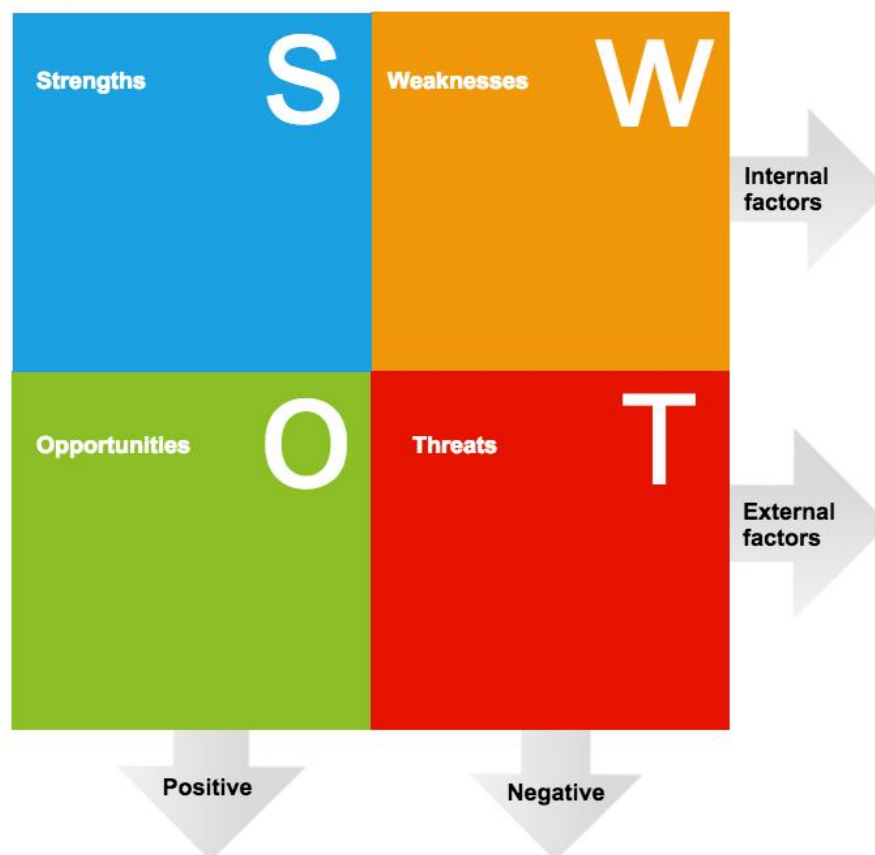 Strengths
S
Weaknesses
W
Internal
factors
Opportunities
O
Threats
T
External
factors
Positive
Negative